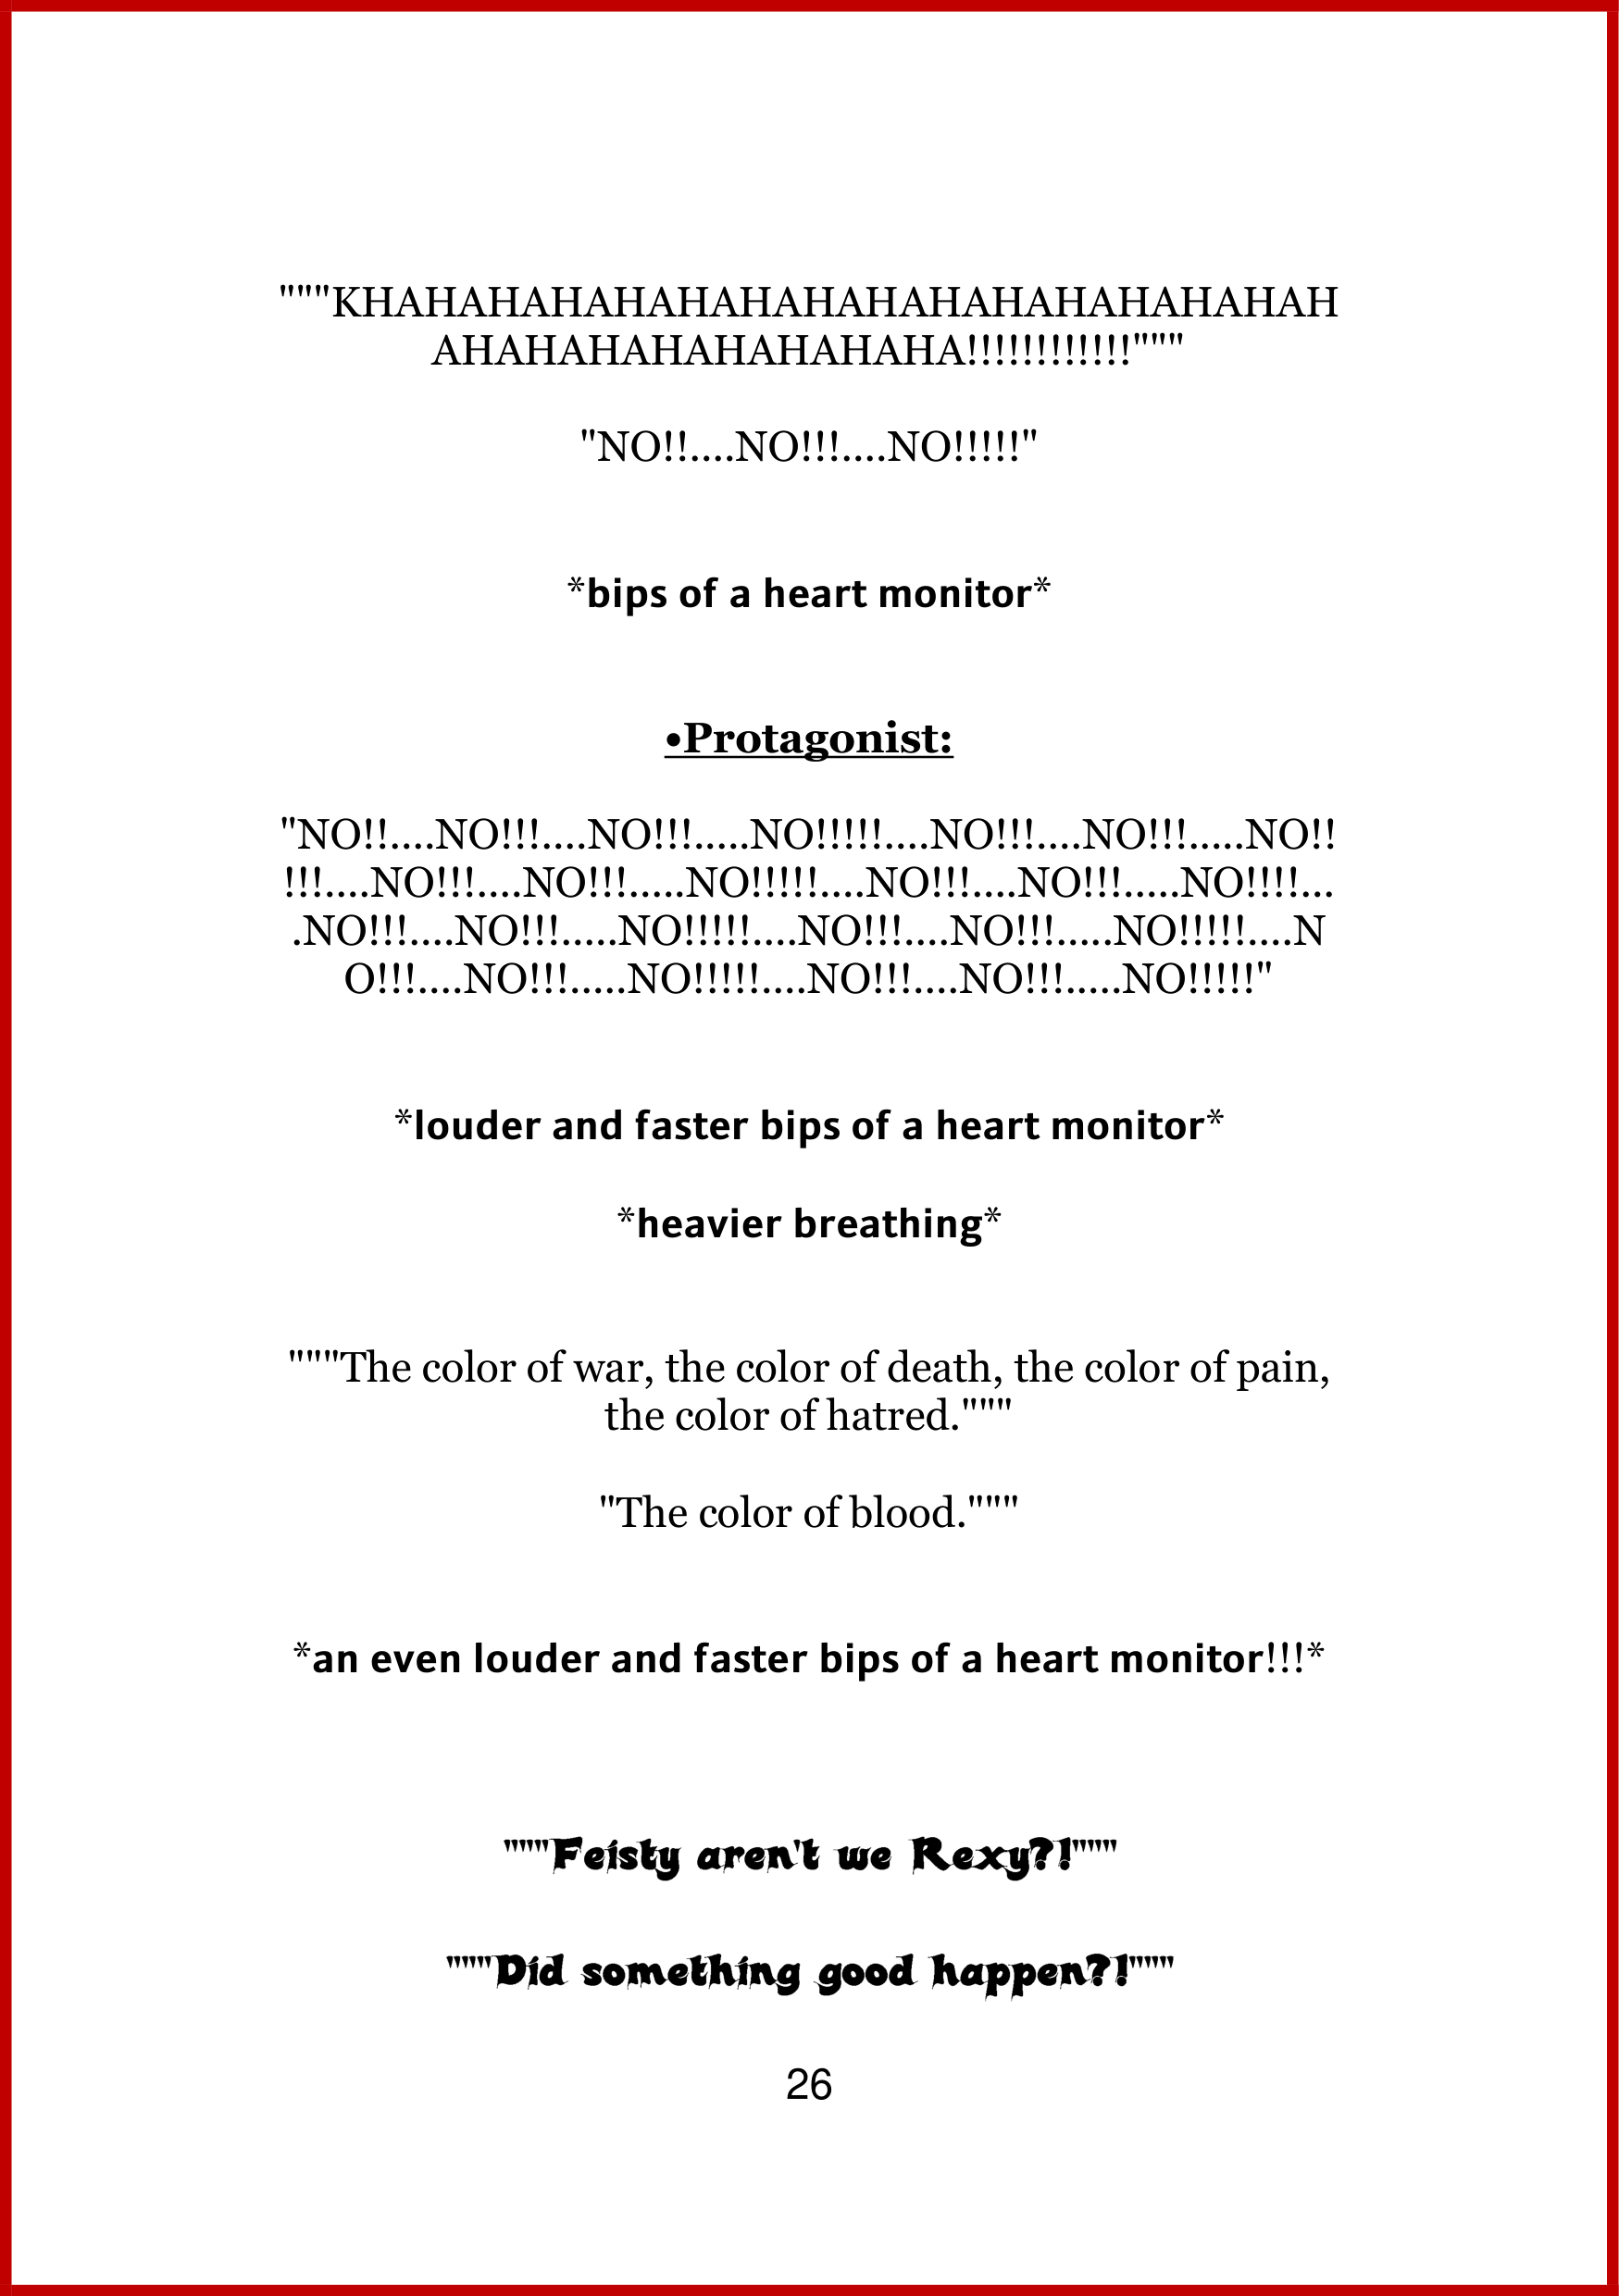 """KHAHAHAHAHAHAHAHAHAHAHAHAHAHAHAH
AHAHAHAHAHAHAHAHA!!!!!!!!!!!!"""
"NO!!....NO!!!....NO!!!!!"
*bips of a heart monitor*
•Protagonist:
"NO!!....NO!!!....NO!!!.....NO!!!!!....NO!!!....NO!!!.....NO!!
!!!....NO!!!....NO!!!.....NO!!!!!....NO!!!....NO!!!.....NO!!!!...
.NO!!!....NO!!!.....NO!!!!!....NO!!!....NO!!!.....NO!!!!!....N
O!!!....NO!!!.....NO!!!!!....NO!!!....NO!!!.....NO!!!!!"
*louder and faster bips of a heart monitor*
*heavier breathing*
"""The color of war, the color of death, the color of pain,
the color of hatred."""
"The color of blood."""
*an even louder and faster bips of a heart monitor!!!*
"""Feisty aren't we Rexy?!"""
"""Did something good happen?!"""
26